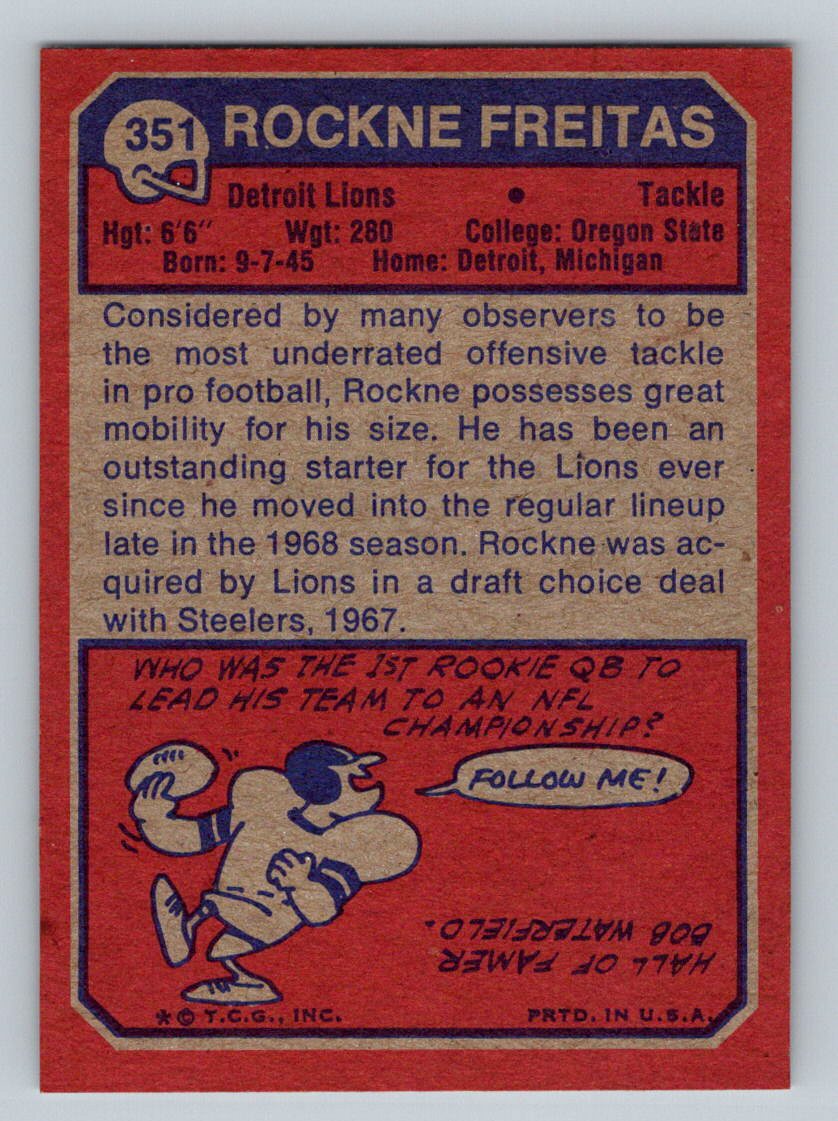 351 ROCKNE FREITAS
Detroit Lions • Tackle
Hgt: 6'6" Wgt: 280 College: Oregon State
Born: 9-7-45 Home: Detroit, Michigan
Considered by many observers to be
the most underrated offensive tackle
in pro football, Rockne possesses great
mobility for his size. He has been an
outstanding starter for the Lions ever
since he moved into the regular lineup
late in the 1968 season. Rockne was ac-
quired by Lions in a draft choice deal
with Steelers, 1967.
WHO WAS THE 1ST ROOKIE QB TO
LEAD HIS TEAM TO AN NFL
CHAMPIONSHIP?
FOLLOW ME!
HALL OF FAMER
BOB WATERFIELD.
* © T.C.G., INC. PRTD. IN U.S.A.